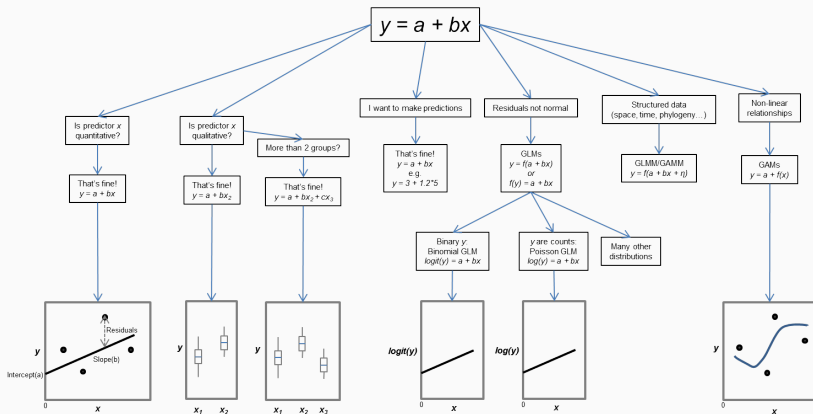 y = a + bx
Is predictor x
quantitative?
Is predictor x
qualitative?
More than 2 groups?
I want to make predictions
Residuals not normal
Structured data
(space, time, phylogeny…)
Non-linear
relationships
That's fine!
y = a + bx
That's fine!
y = a + bx₂
That's fine!
y = a + bx₂ + cx₃
That's fine!
y = a + bx
e.g.
y = 3 + 1.2*5
GLMs
y = f(a + bx)
or
f(y) = a + bx
GLMM/GAMM
y = f(a + bx + η)
GAMs
y = a + f(x)
Binary y:
Binomial GLM
logit(y) = a + bx
y are counts:
Poisson GLM
log(y) = a + bx
Many other
distributions
y
Residuals
Slope(b)
Intercept(a)
0
x
y
x₁ x₂
y
x₁ x₂ x₃
logit(y)
0
x
log(y)
0
x
y
0
x